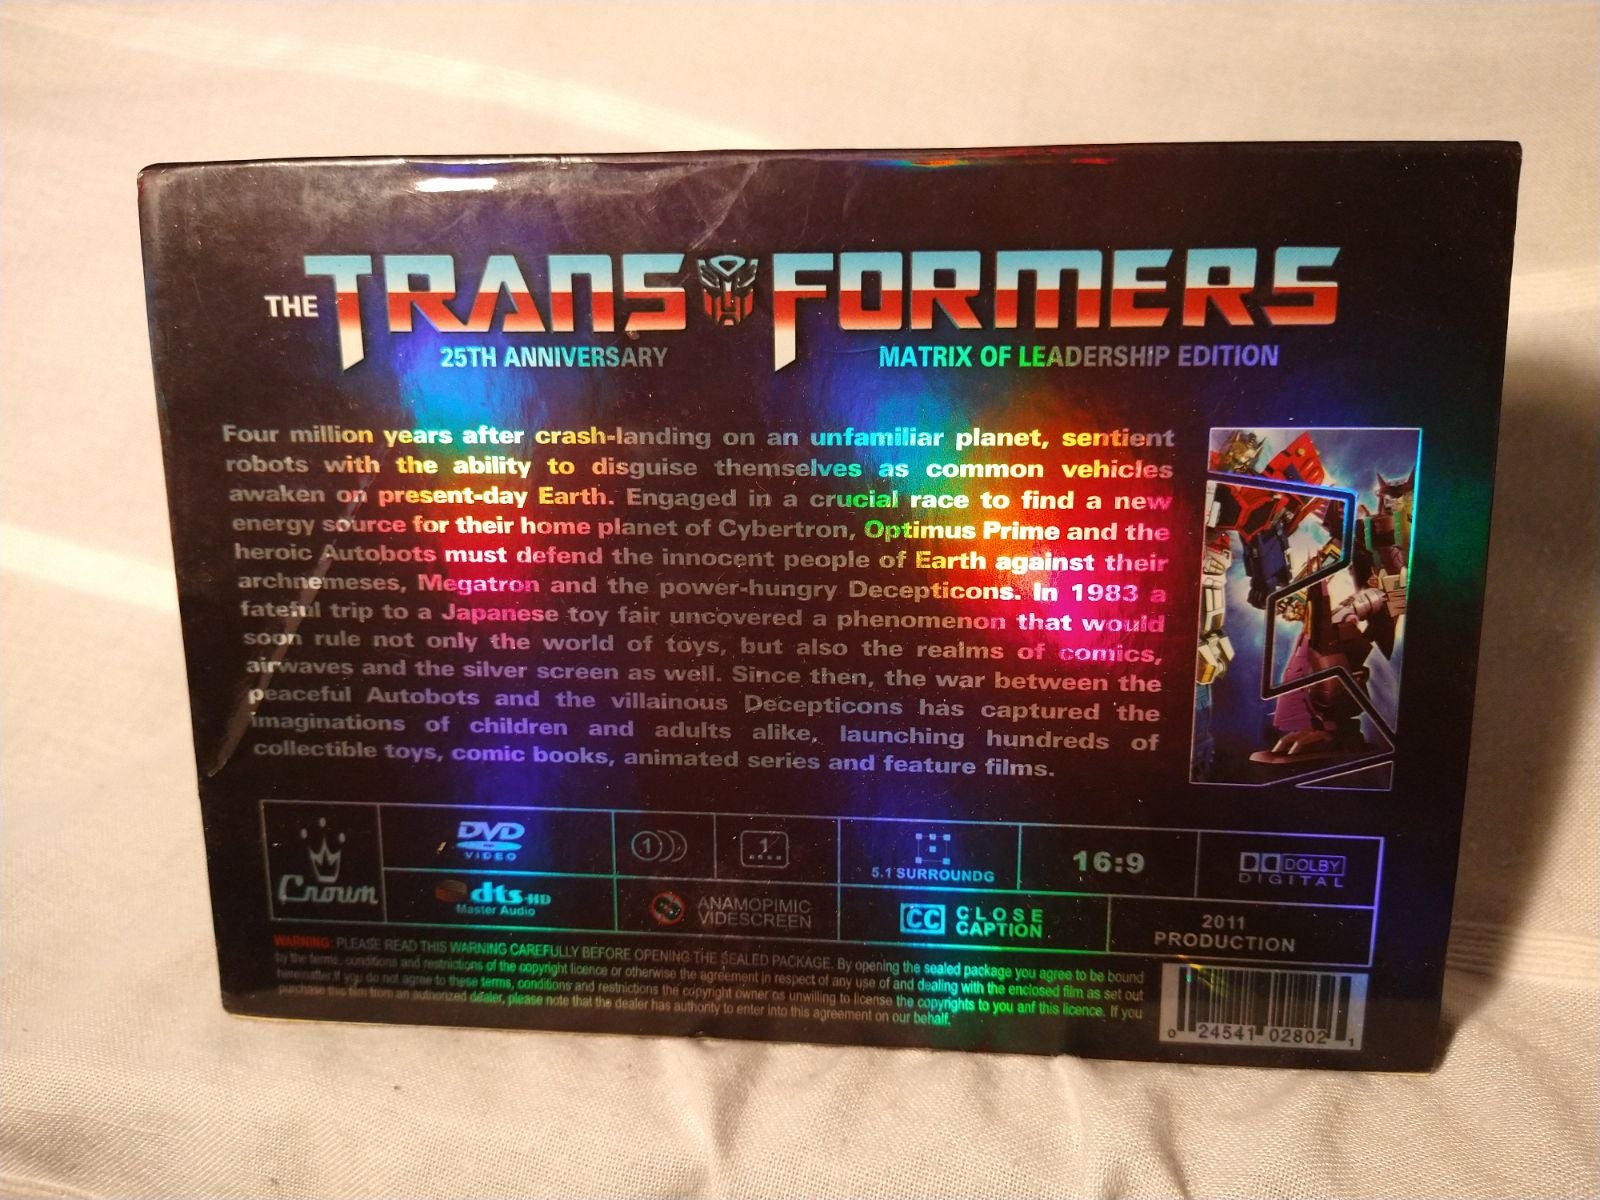 THE TRANSFORMERS
25TH ANNIVERSARY MATRIX OF LEADERSHIP EDITION
Four million years after crash-landing on an unfamiliar planet, sentient
robots with the ability to disguise themselves as common vehicles
awaken on present-day Earth. Engaged in a crucial race to find a new
energy source for their home planet of Cybertron, Optimus Prime and the
heroic Autobots must defend the innocent people of Earth against their
archnemeses, Megatron and the power-hungry Decepticons. In 1983 a
fateful trip to a Japanese toy fair uncovered a phenomenon that would
soon rule not only the world of toys, but also the realms of comics,
airwaves and the silver screen as well. Since then, the war between the
peaceful Autobots and the villainous Decepticons has captured the
imaginations of children and adults alike, launching hundreds of
collectible toys, comic books, animated series and feature films.
Crown
DVD
VIDEO
1
1
5.1 SURROUNDG
16:9
DOLBY
DIGITAL
dts-HD
Master Audio
ANAMOPIMIC
VIDESCREEN
CC CLOSE
CAPTION
2011
PRODUCTION
WARNING: PLEASE READ THIS WARNING CAREFULLY BEFORE OPENING THE SEALED PACKAGE. By opening the sealed package you agree to be bound
by the terms, conditions and restrictions of the copyright licence or otherwise the agreement in respect of any use of and dealing with the enclosed film as set out
hereinafter.If you do not agree to these terms, conditions and restrictions the copyright owner os unwilling to license the copyrights to you anf this licence. If you
purchase this film from an authorized dealer, please note that the dealer has authority to enter into this agreement on our behalf.
0 24541 02802 1